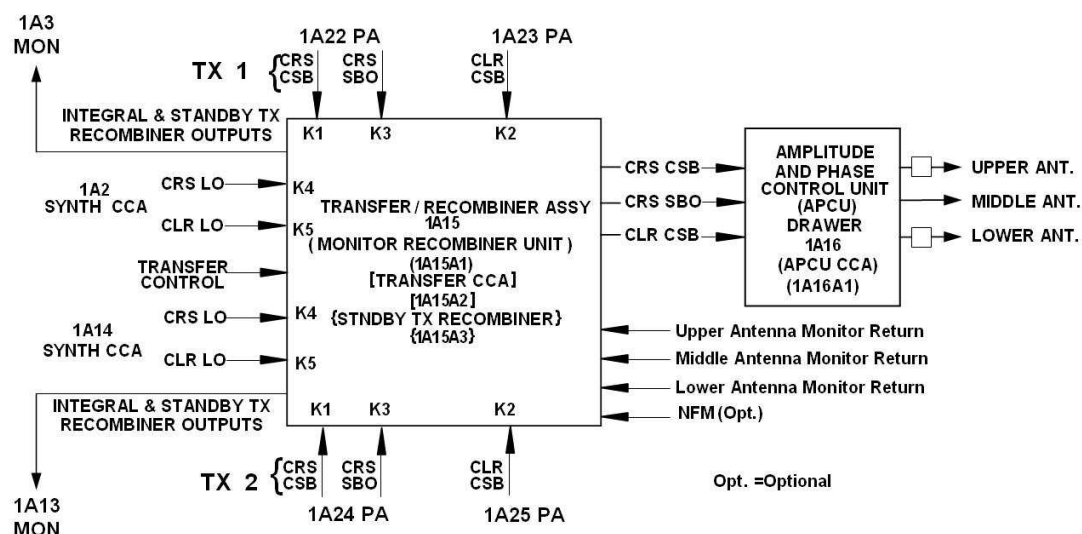 1A3
MON
TX 1
1A22 PA
CRS
CSB
CRS
SBO
1A23 PA
CLR
CSB
INTEGRAL & STANDBY TX
RECOMBINER OUTPUTS
K1
K3
K2
1A2
SYNTH CCA
CRS LO
K4
CLR LO
K5
TRANSFER
CONTROL
1A14
SYNTH CCA
CRS LO
K4
CLR LO
K5
TRANSFER / RECOMBINER ASSY
1A15
( MONITOR RECOMBINER UNIT )
(1A15A1)
[TRANSFER CCA]
[1A15A2]
{STNDBY TX RECOMBINER}
{1A15A3}
CRS CSB
CRS SBO
CLR CSB
AMPLITUDE
AND PHASE
CONTROL UNIT
(APCU)
DRAWER
1A16
(APCU CCA)
(1A16A1)
UPPER ANT.
MIDDLE ANT.
LOWER ANT.
Upper Antenna Monitor Return
Middle Antenna Monitor Return
Lower Antenna Monitor Return
NFM (Opt.)
INTEGRAL & STANDBY TX
RECOMBINER OUTPUTS
K1
K3
K2
TX 2
CRS
CSB
CRS
SBO
CLR
CSB
1A24 PA
1A25 PA
1A13
MON
Opt. =Optional